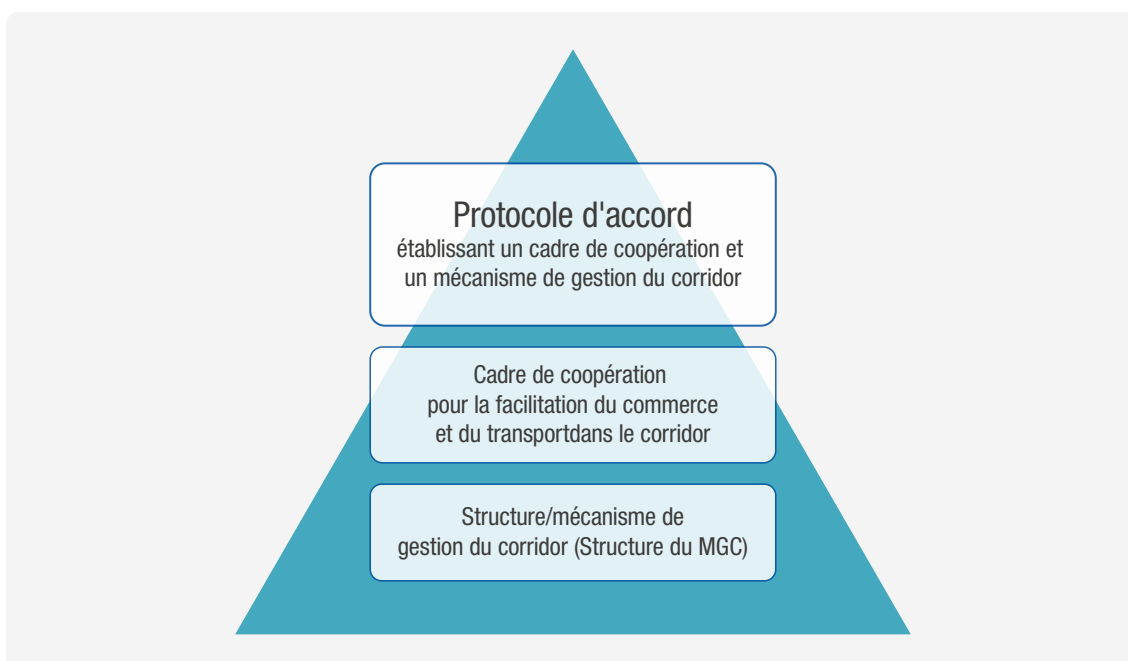 Protocole d'accord
établissant un cadre de coopération et
un mécanisme de gestion du corridor
Cadre de coopération
pour la facilitation du commerce
et du transportdans le corridor
Structure/mécanisme de
gestion du corridor (Structure du MGC)